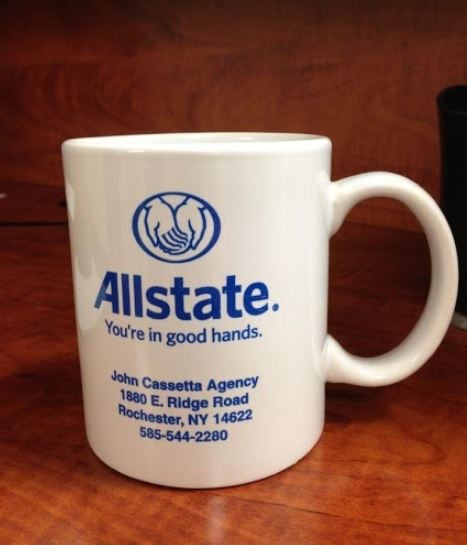 Allstate.
You're in good hands.
John Cassetta Agency
1880 E. Ridge Road
Rochester, NY 14622
585-544-2280